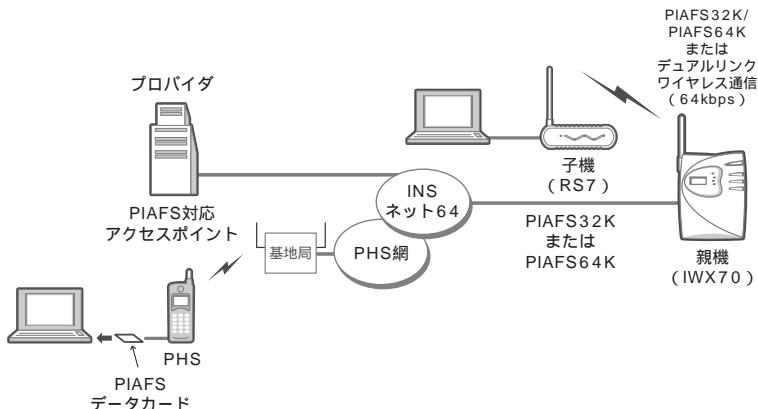 PIAFS32K/
PIAFS64K
または
デュアルリンク
ワイヤレス通信
(64kbps)
プロバイダ
子機
(RS7)
INS
ネット64
PIAFS対応
アクセスポイント
PIAFS32K
または
PIAFS64K
基地局
PHS網
親機
(IWX70)
PHS
PIAFS
データカード